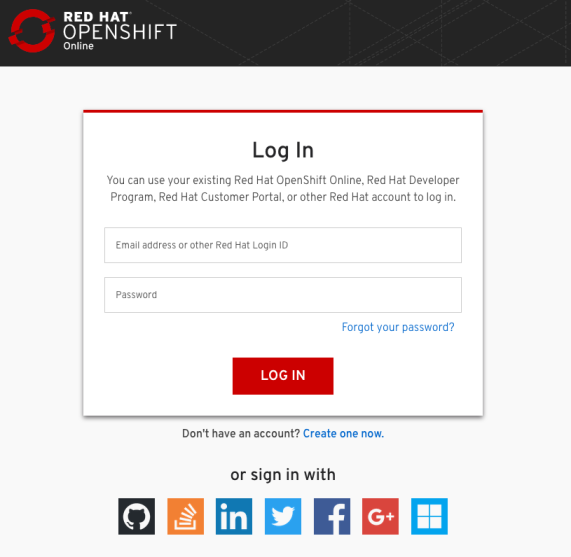 RED HAT
OPENSHIFT
Online
Log In
You can use your existing Red Hat OpenShift Online, Red Hat Developer
Program, Red Hat Customer Portal, or other Red Hat account to log in.
Email address or other Red Hat Login ID
Password
Forgot your password?
LOG IN
Don't have an account? Create one now.
or sign in with
in
f
G+